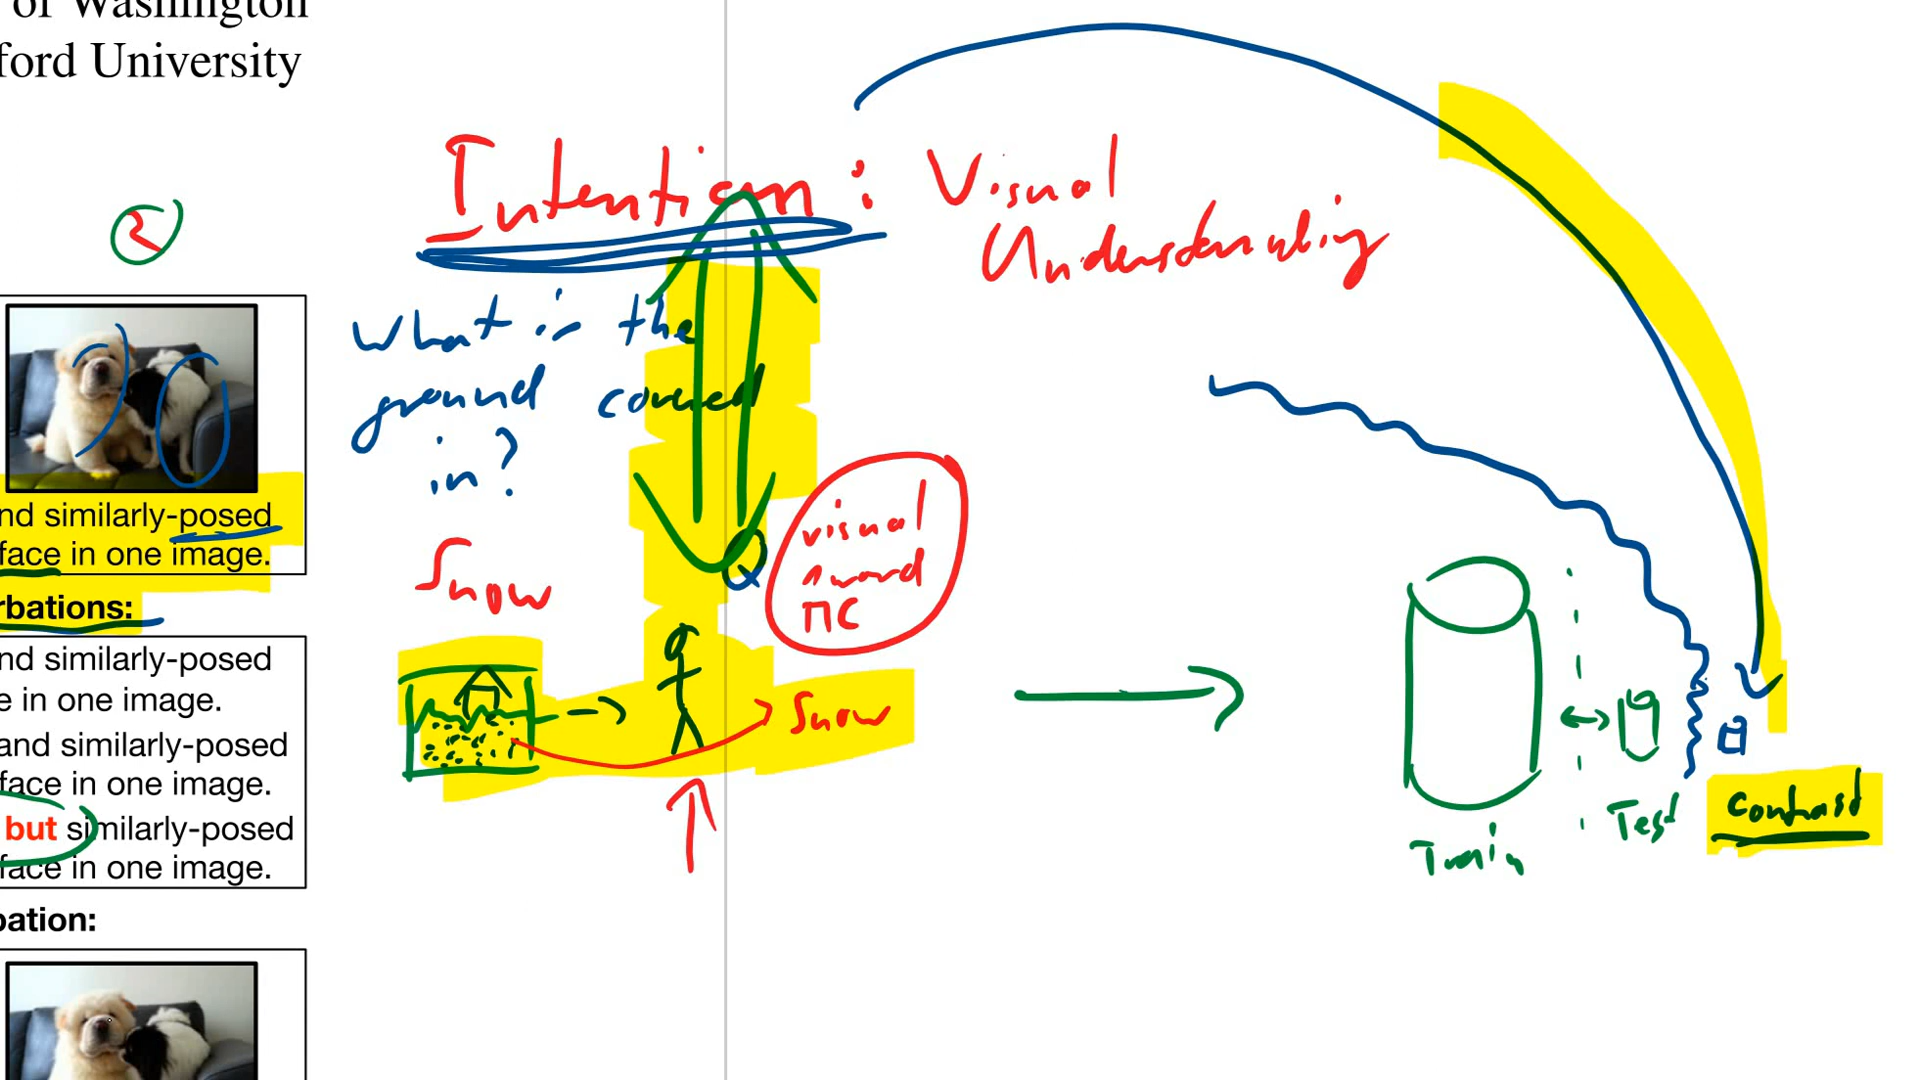 of Washington
ford University
2
nd similarly-posed
face in one image.
rbations:
nd similarly-posed
e in one image.
and similarly-posed
face in one image.
but similarly-posed
face in one image.
bation:
Intention: Visual
Understanding
What is the
ground covered
in?
Snow
Q
visual
MC
Snow
Train
Test
Contrast